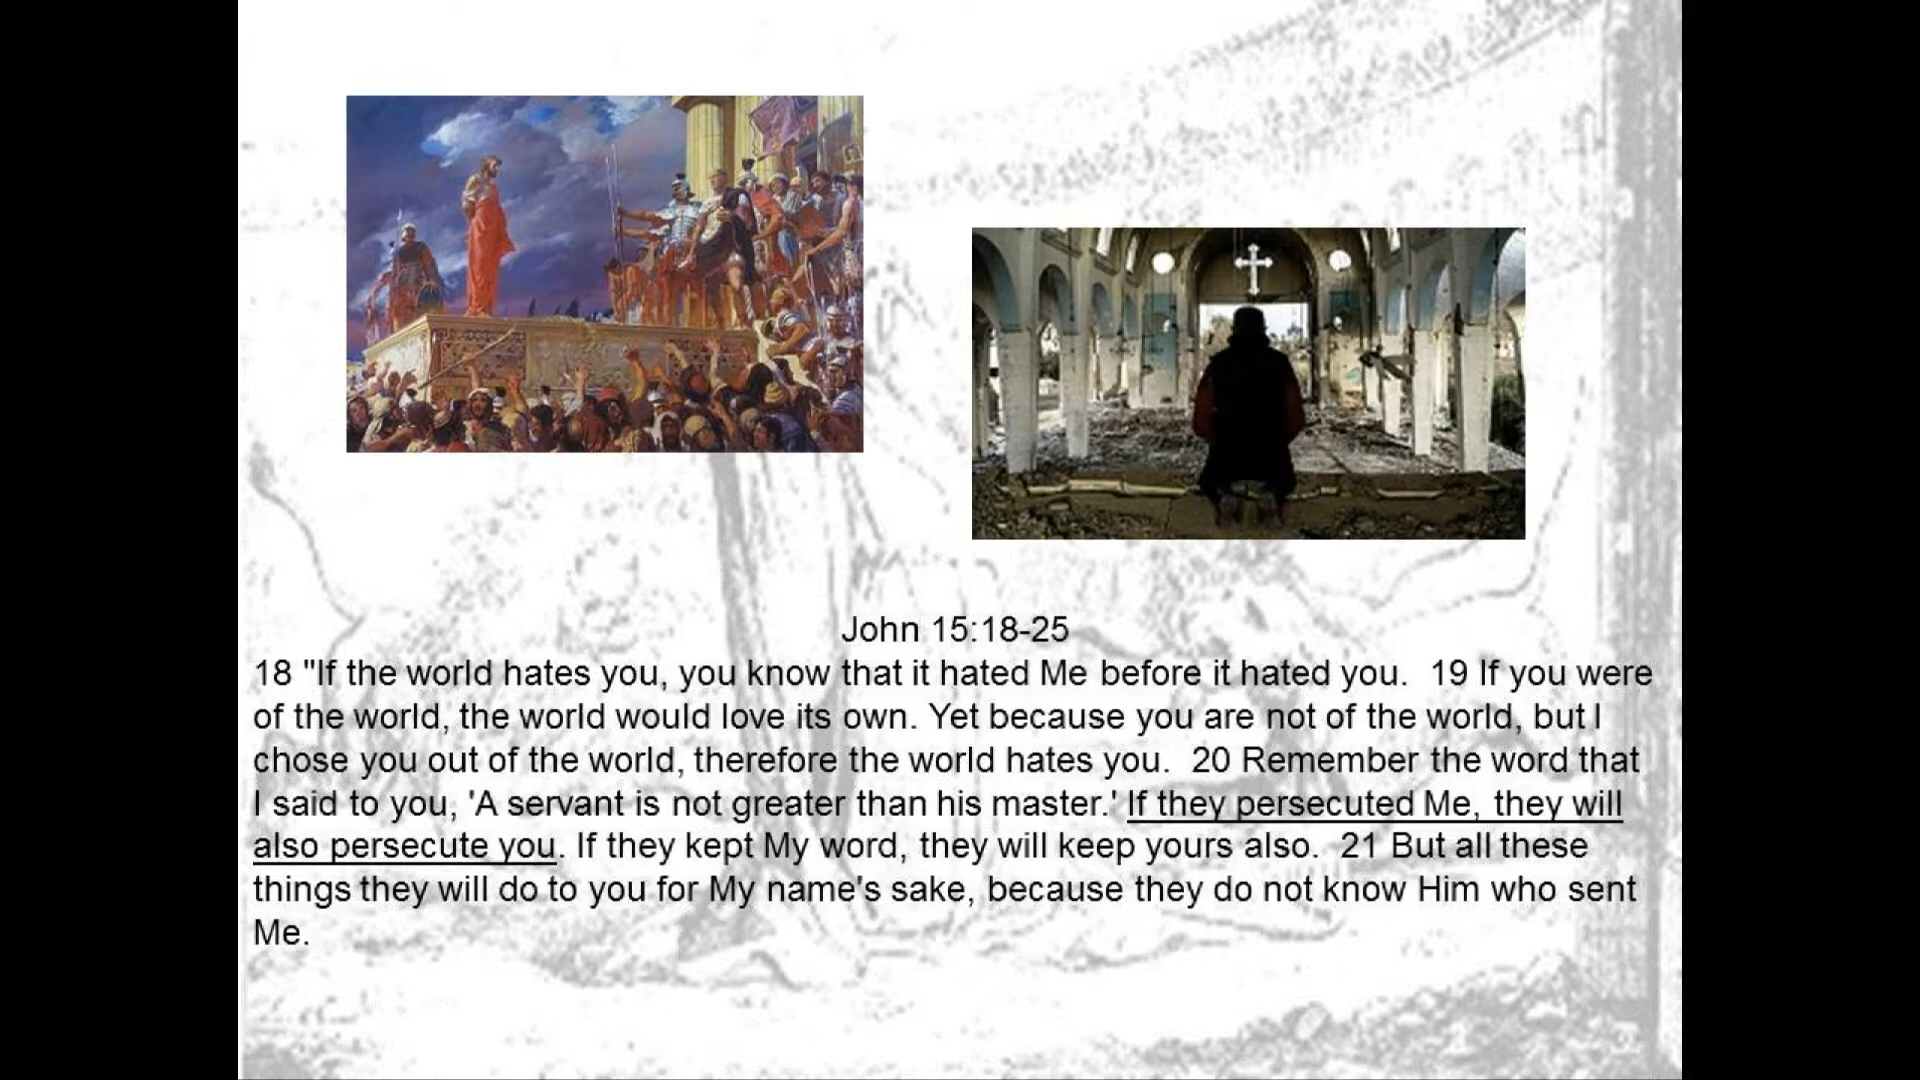 John 15:18-25
18 "If the world hates you, you know that it hated Me before it hated you.  19 If you were
of the world, the world would love its own. Yet because you are not of the world, but I
chose you out of the world, therefore the world hates you.  20 Remember the word that
I said to you, 'A servant is not greater than his master.' If they persecuted Me, they will
also persecute you. If they kept My word, they will keep yours also.  21 But all these
things they will do to you for My name's sake, because they do not know Him who sent
Me.